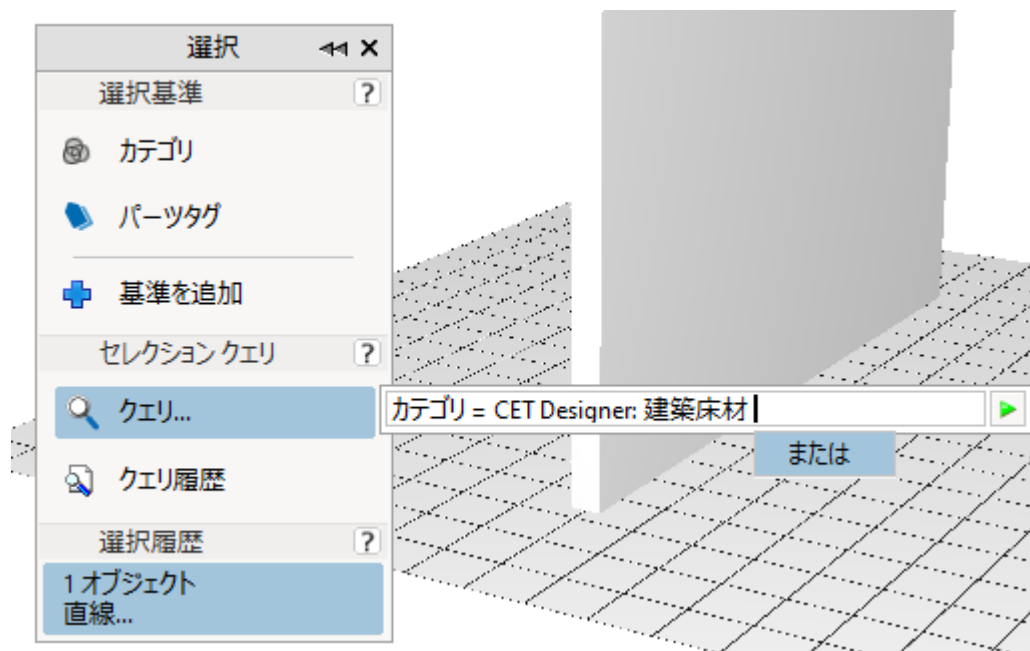 選択
選択基準 ?
カテゴリ
パーツタグ
基準を追加
セレクション クエリ ?
クエリ...
カテゴリ = CET Designer: 建築床材
または
クエリ履歴
選択履歴 ?
1 オブジェクト
直線...